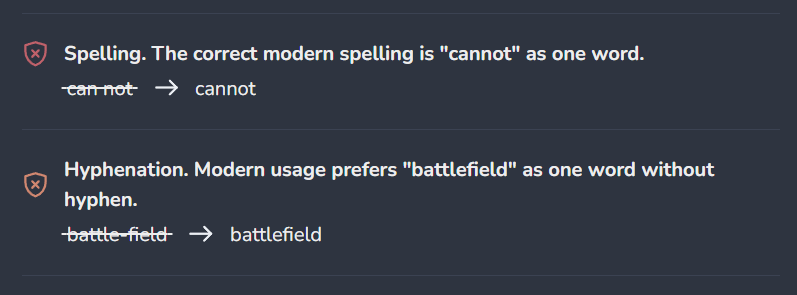 Spelling. The correct modern spelling is "cannot" as one word.
can not → cannot
Hyphenation. Modern usage prefers "battlefield" as one word without
hyphen.
battle-field → battlefield